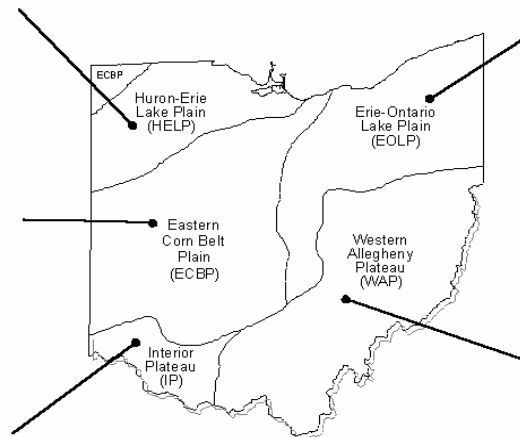 ECBP
Huron-Erie
Lake Plain
(HELP)
Erie-Ontario
Lake Plain
(EOLP)
Eastern
Corn Belt
Plain
(ECBP)
Western
Allegheny
Plateau
(WAP)
Interior
Plateau
(IP)